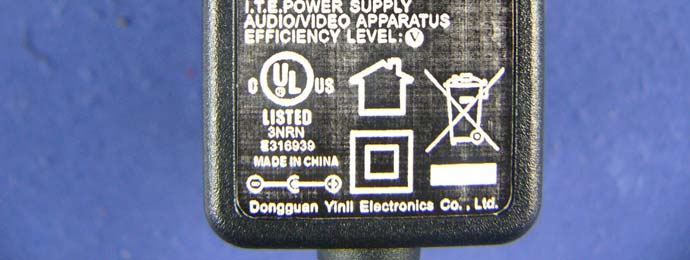 I.T.E.POWER SUPPLY
AUDIO/VIDEO APPARATUS
EFFICIENCY LEVEL: V
C UL US
LISTED
3NRN
E316939
MADE IN CHINA
Dongguan Yinli Electronics Co., Ltd.